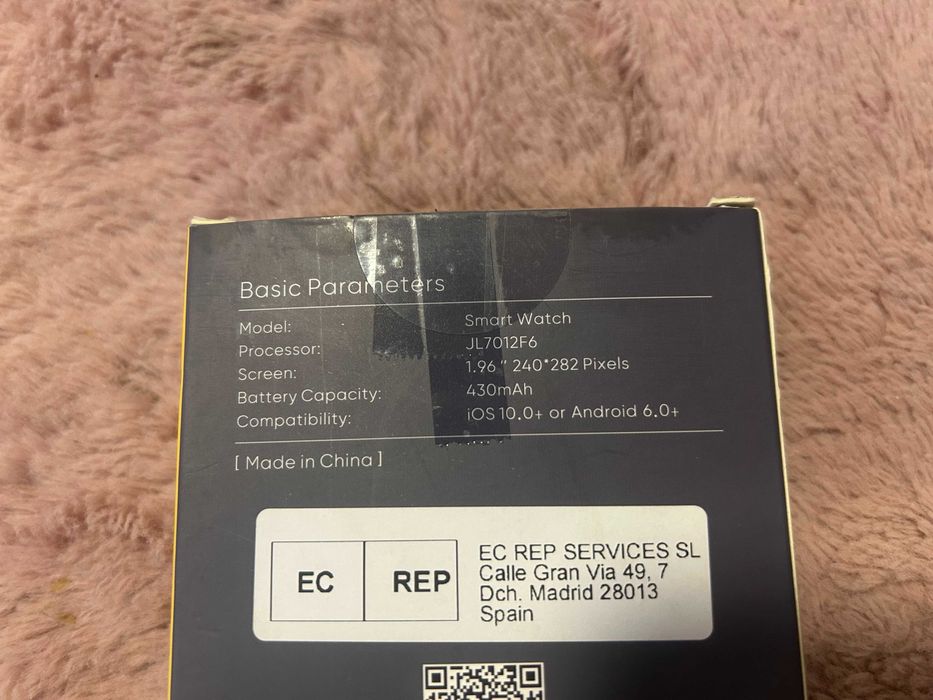 Basic Parameters
Model: Smart Watch
Processor: JL7012F6
Screen: 1.96" 240*282 Pixels
Battery Capacity: 430mAh
Compatibility: iOS 10.0+ or Android 6.0+
[ Made in China ]
EC REP
EC REP SERVICES SL
Calle Gran Via 49, 7
Dch. Madrid 28013
Spain